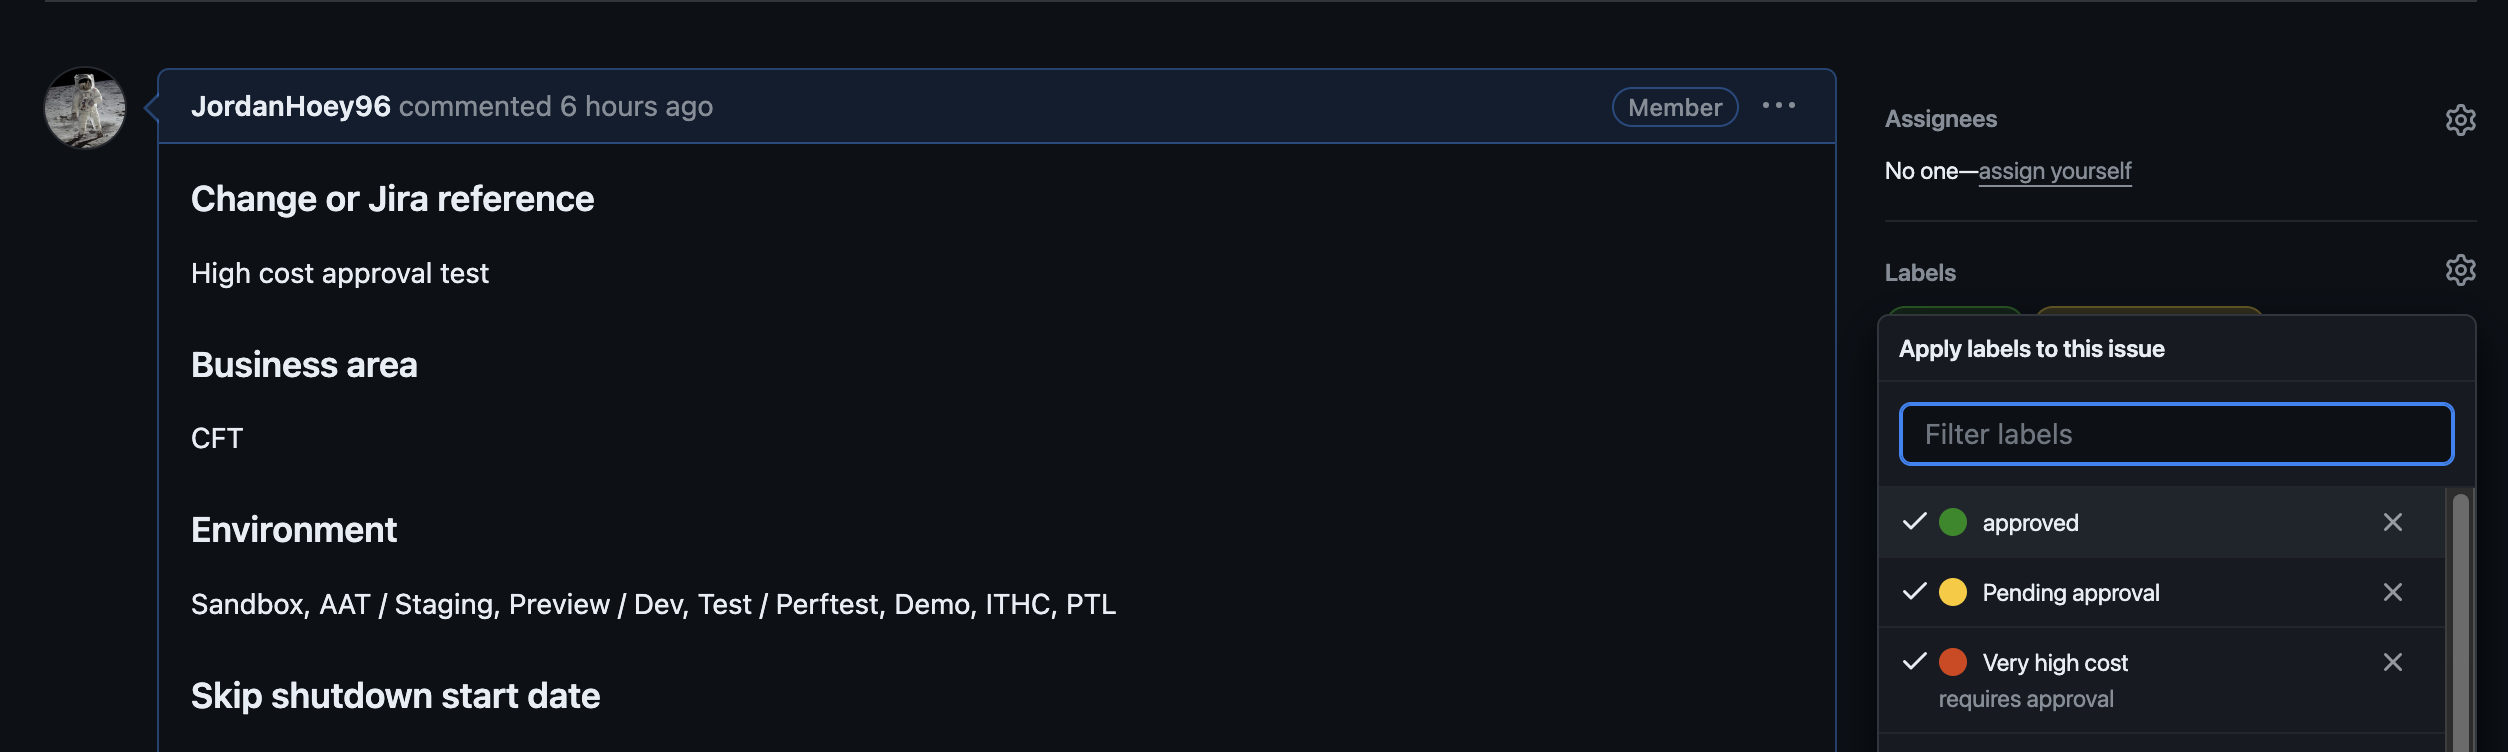 JordanHoey96 commented 6 hours ago
Member
Change or Jira reference
High cost approval test
Business area
CFT
Environment
Sandbox, AAT / Staging, Preview / Dev, Test / Perftest, Demo, ITHC, PTL
Skip shutdown start date
Assignees
No one—assign yourself
Labels
Apply labels to this issue
Filter labels
approved
Pending approval
Very high cost
requires approval